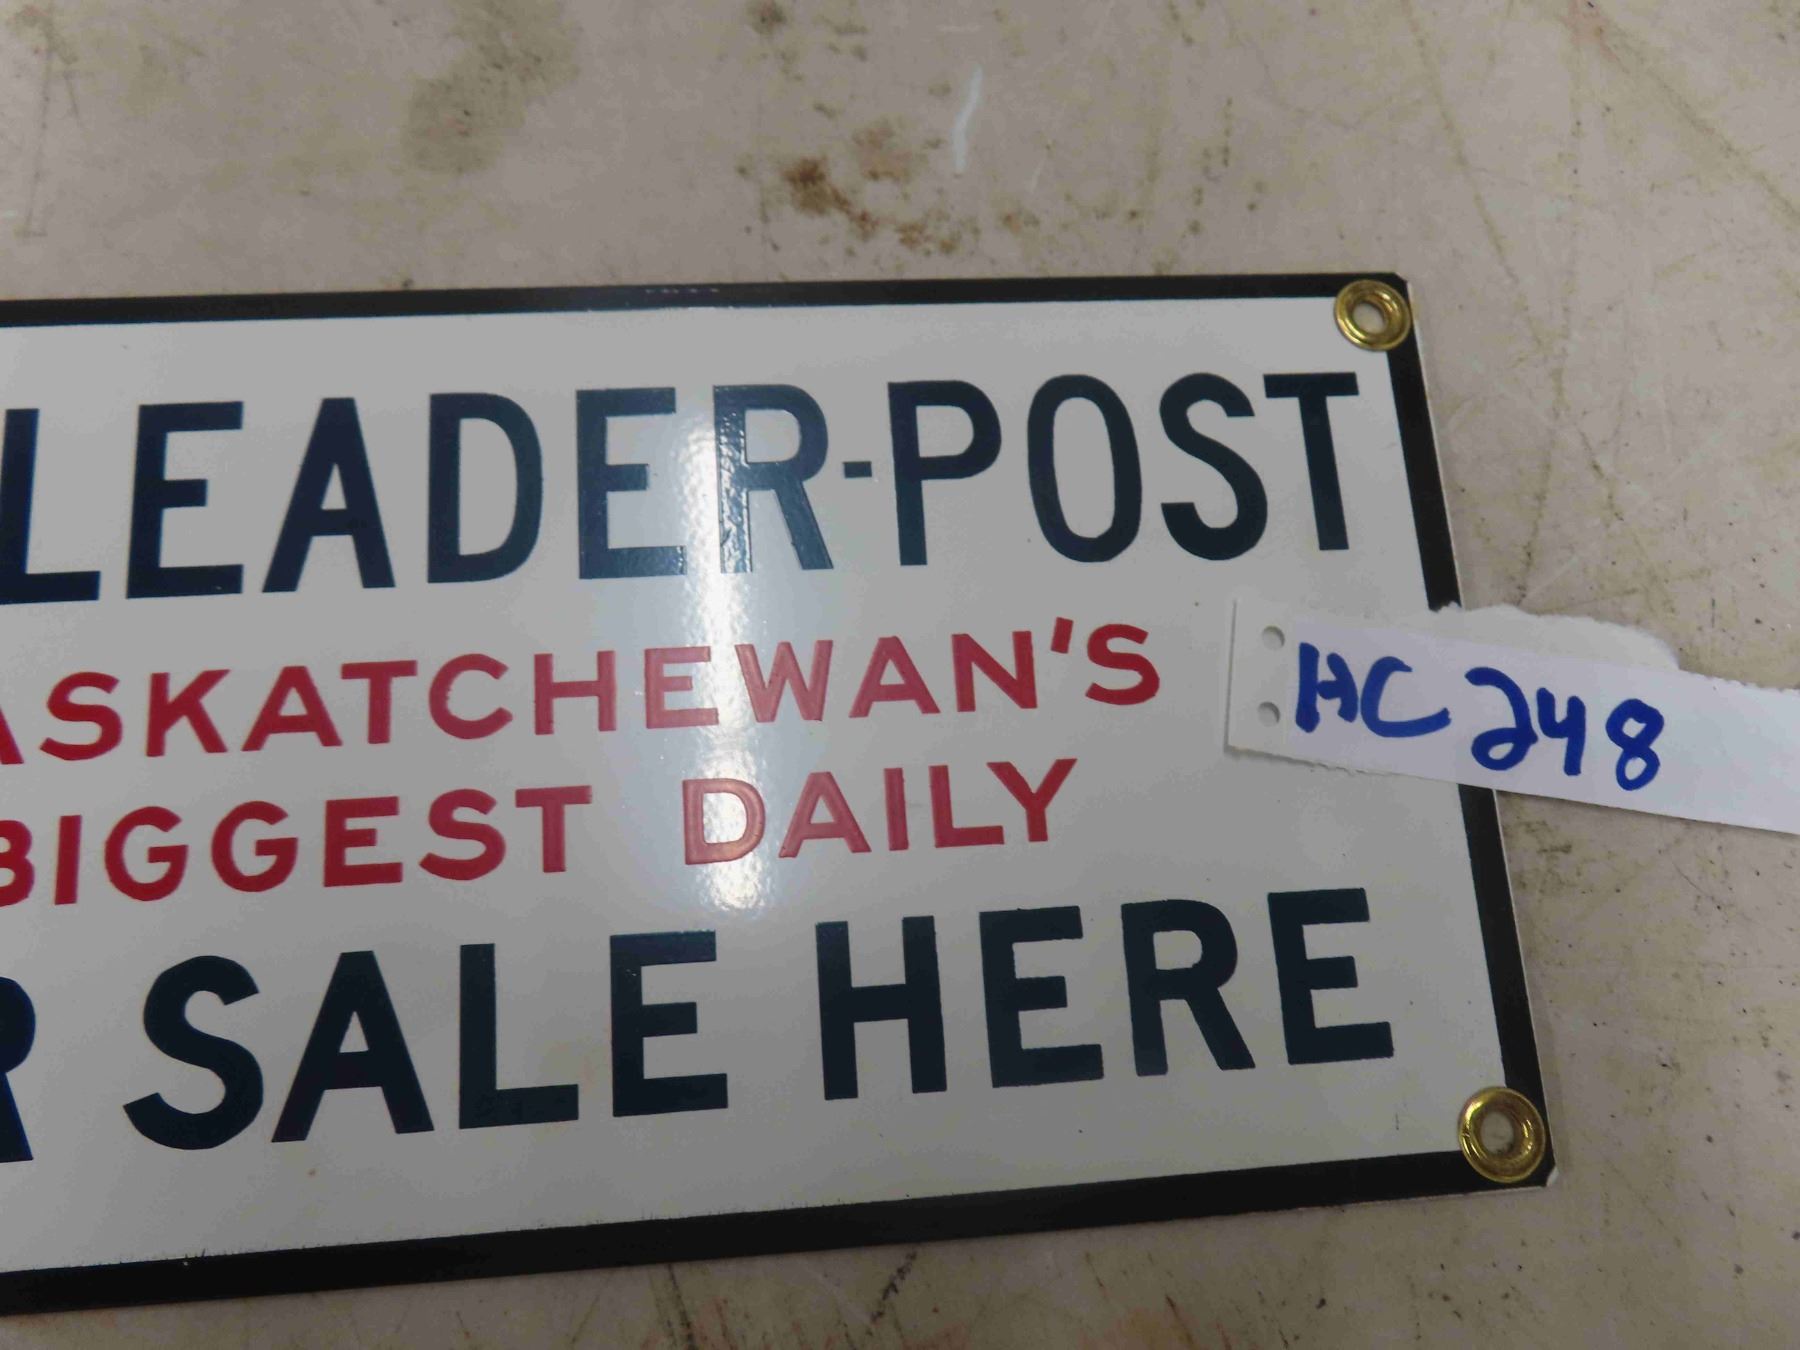 LEADER-POST
ASKATCHEWAN'S
BIGGEST DAILY
R SALE HERE
HC 248